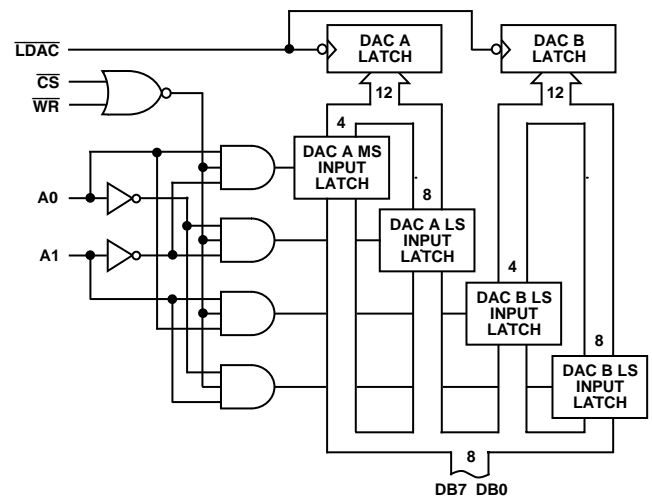 LDAC
DAC A
LATCH
DAC B
LATCH
CS
WR
12
12
4
DAC A MS
INPUT
LATCH
A0
8
DAC A LS
INPUT
LATCH
A1
4
DAC B LS
INPUT
LATCH
8
DAC B LS
INPUT
LATCH
8
DB7 DB0